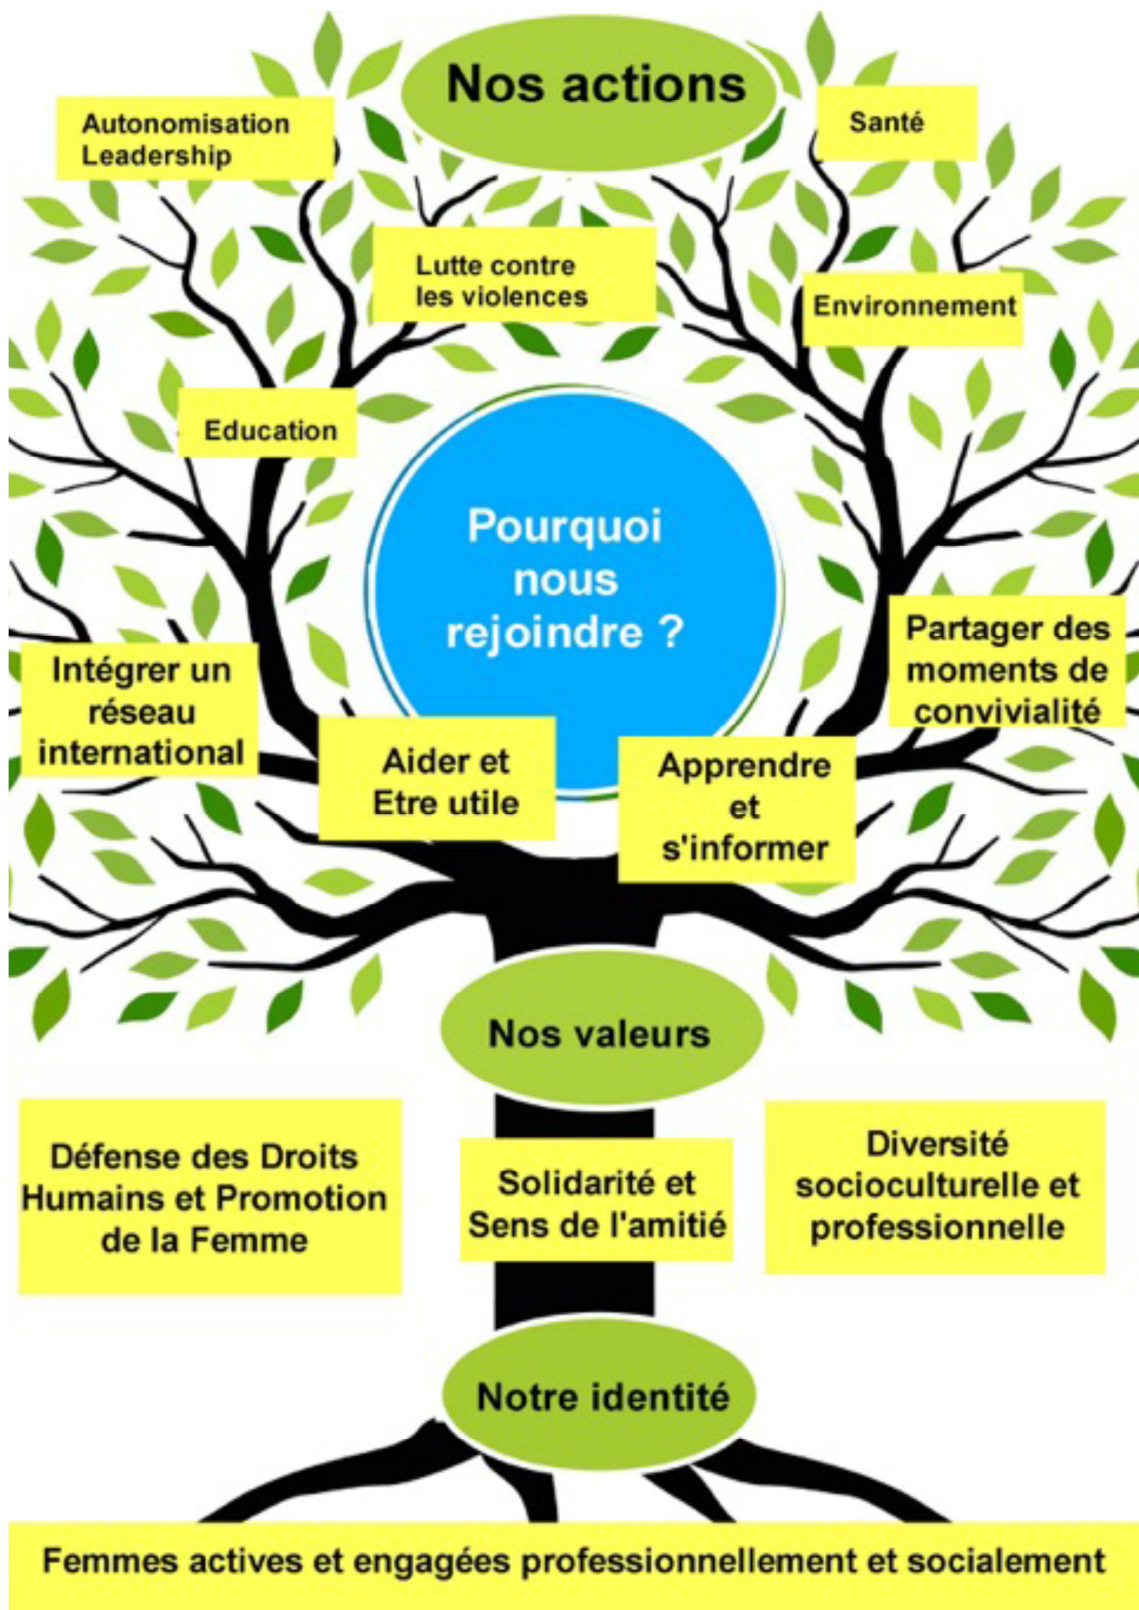 Nos actions
Autonomisation
Leadership
Santé
Lutte contre
les violences
Environnement
Education
Pourquoi
nous
rejoindre ?
Intégrer un
réseau
international
Aider et
Etre utile
Apprendre
et
s'informer
Partager des
moments de
convivialité
Nos valeurs
Défense des Droits
Humains et Promotion
de la Femme
Solidarité et
Sens de l'amitié
Diversité
socioculturelle et
professionnelle
Notre identité
Femmes actives et engagées professionnellement et socialement